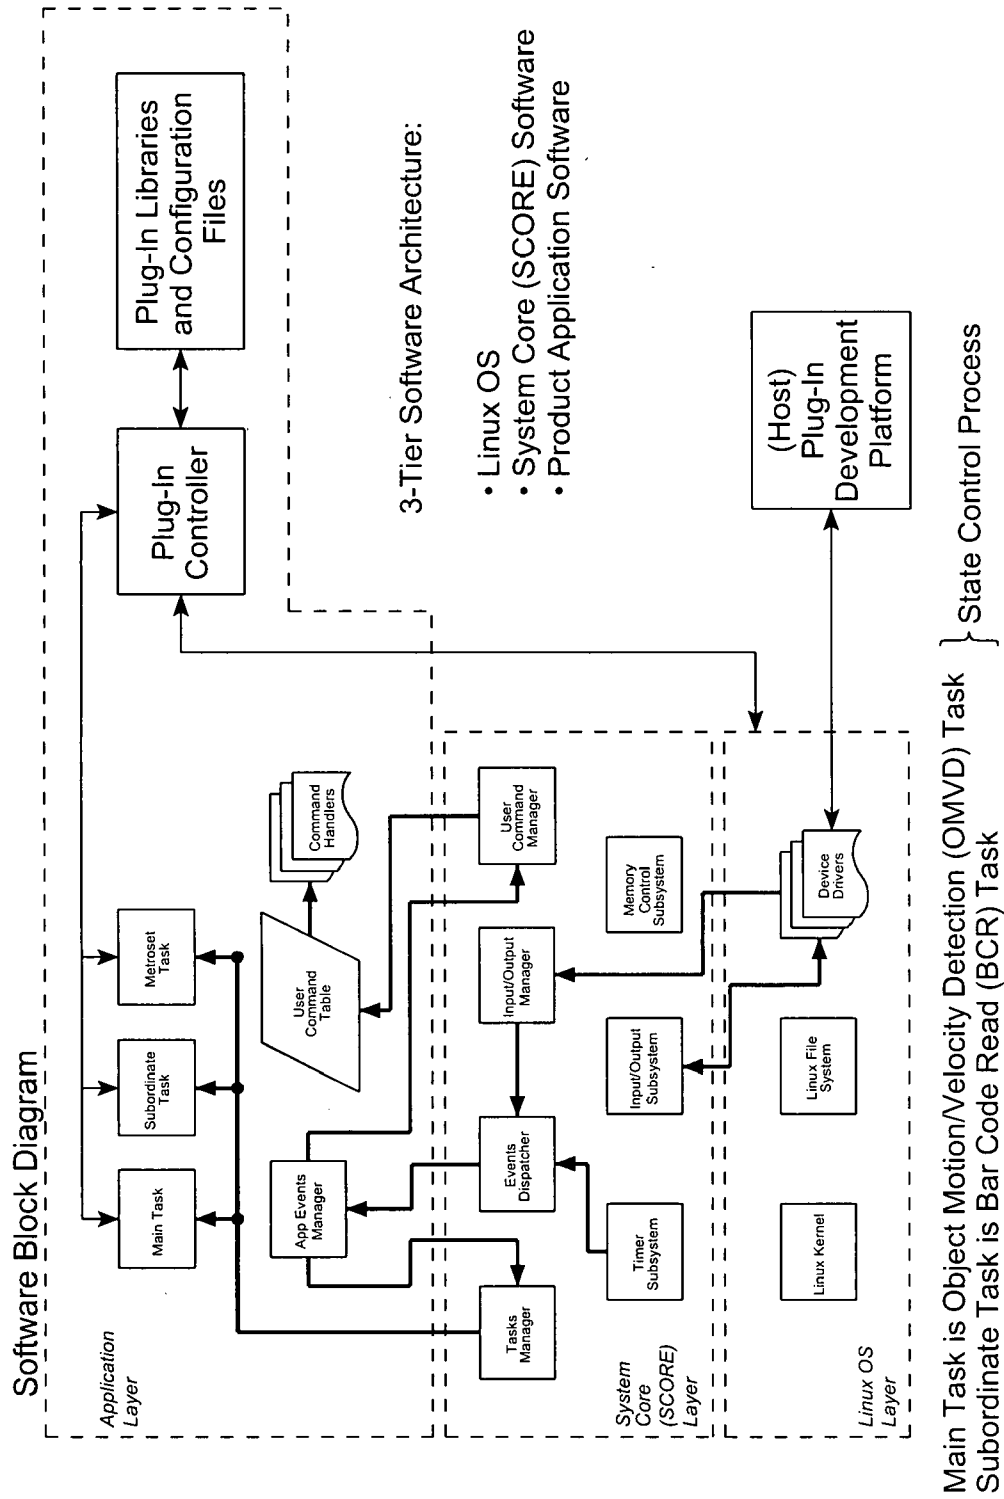 Software Block Diagram
Application
Layer
Main Task
Subordinate
Task
Metroset
Task
Plug-In
Controller
Plug-In Libraries
and Configuration
Files
App Events
Manager
User
Command
Table
Command
Handlers
3-Tier Software Architecture:
• Linux OS
• System Core (SCORE) Software
• Product Application Software
System
Core
(SCORE)
Layer
Tasks
Manager
Events
Dispatcher
Input/Output
Manager
User
Command
Manager
Timer
Subsystem
Input/Output
Subsystem
Memory
Control
Subsystem
Linux OS
Layer
Linux Kernel
Linux File
System
Device
Drivers
(Host)
Plug-In
Development
Platform
Main Task is Object Motion/Velocity Detection (OMVD) Task
Subordinate Task is Bar Code Read (BCR) Task
} State Control Process